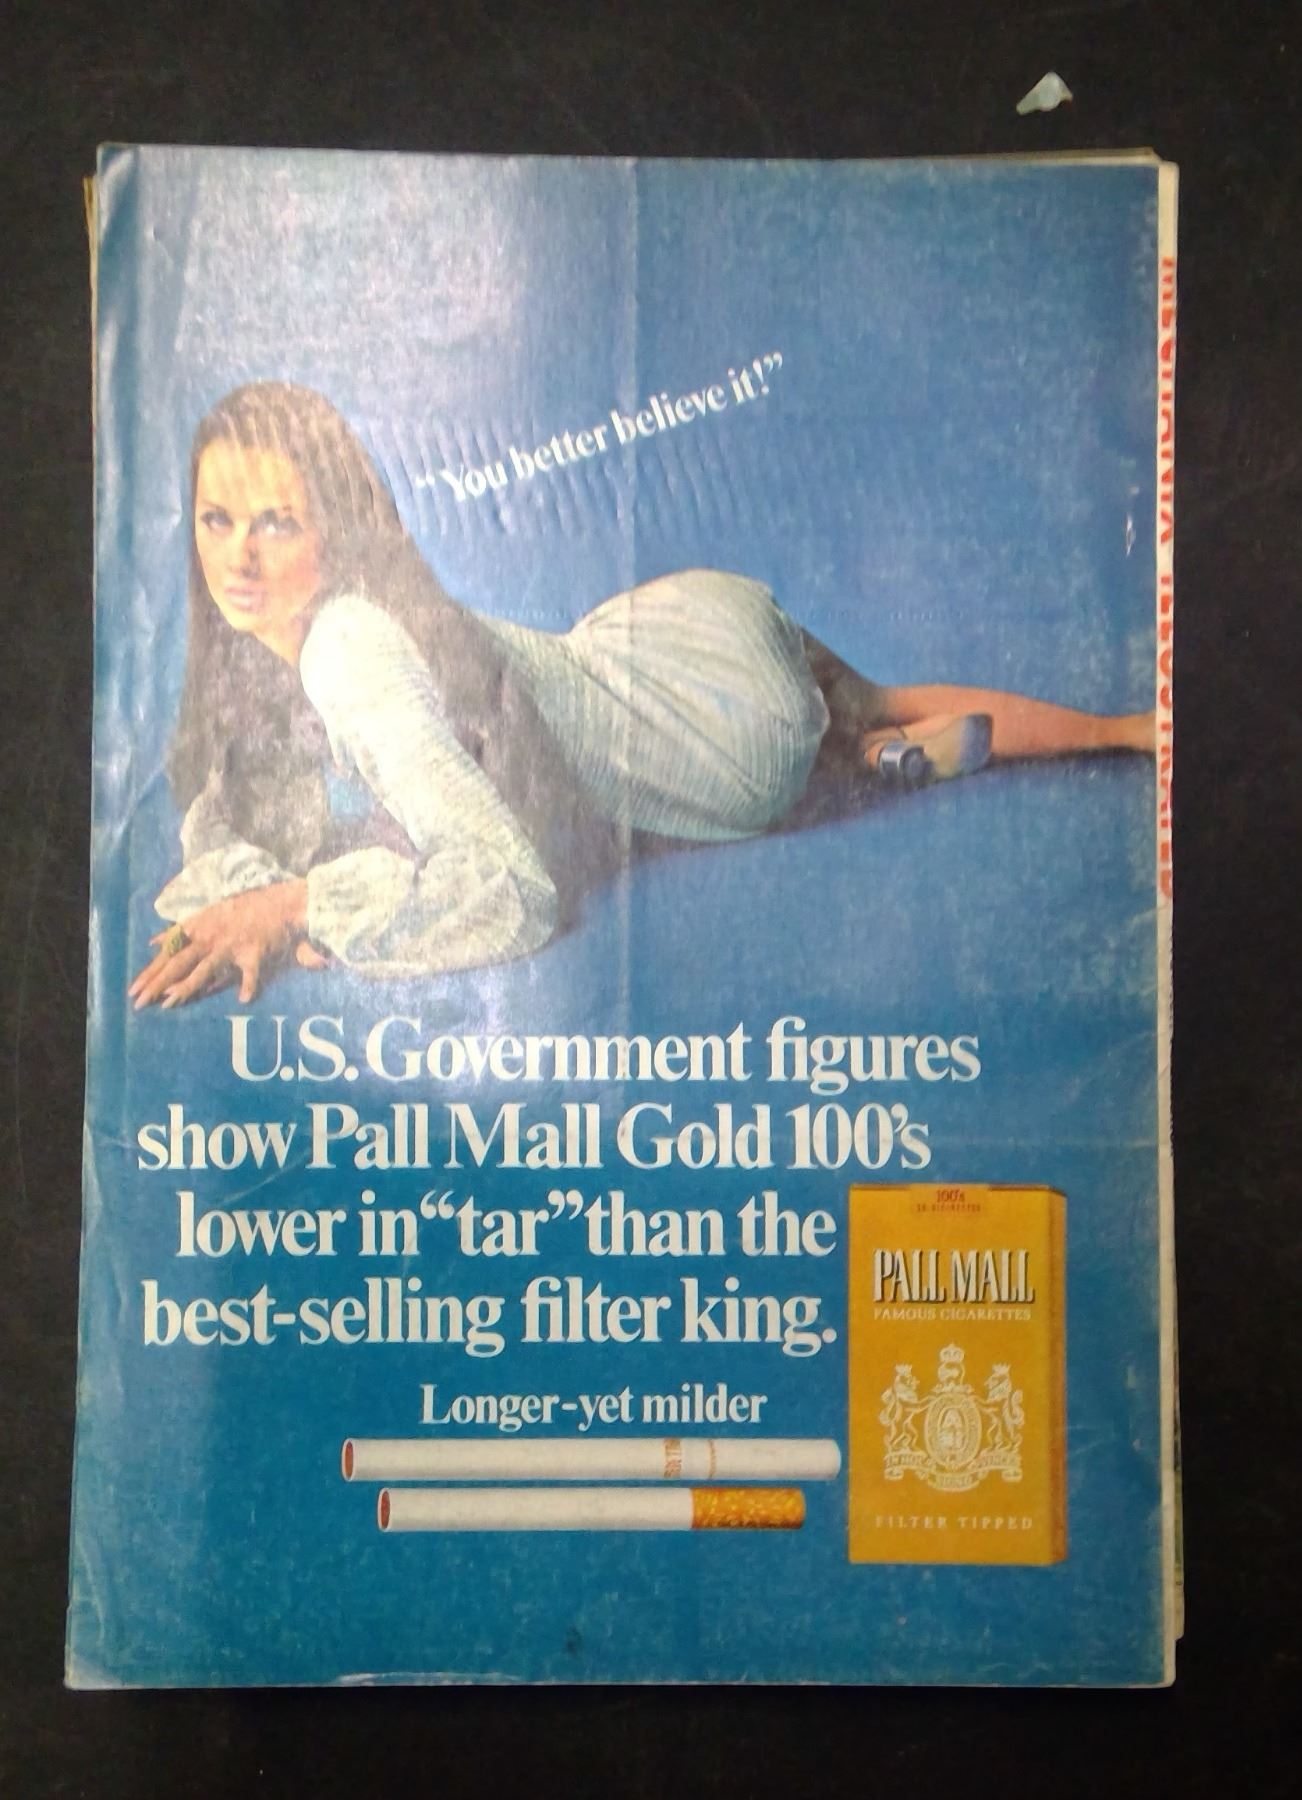 “You better believe it!”
U.S. Government figures
show Pall Mall Gold 100’s
lower in “tar” than the
best-selling filter king.
Longer-yet milder
100's
PALL MALL
FAMOUS CIGARETTES
FILTER TIPPED